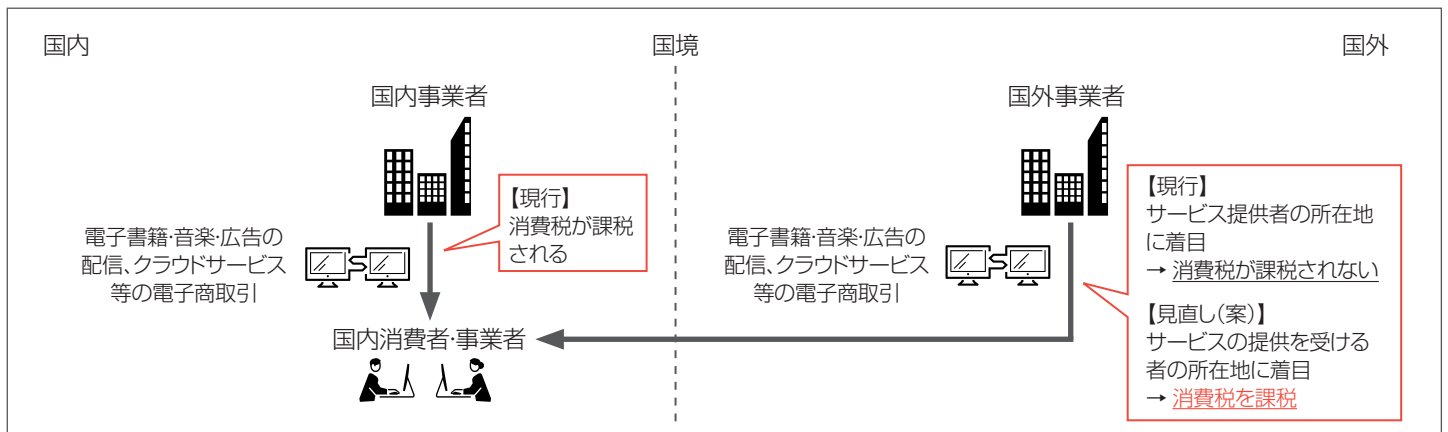 国内
国境
国外
国内事業者
国外事業者
【現行】
消費税が課税
される
電子書籍・音楽・広告の
配信、クラウドサービス
等の電子商取引
電子書籍・音楽・広告の
配信、クラウドサービス
等の電子商取引
【現行】
サービス提供者の所在地
に着目
→ 消費税が課税されない
【見直し(案)】
サービスの提供を受ける
者の所在地に着目
→ 消費税を課税
国内消費者・事業者